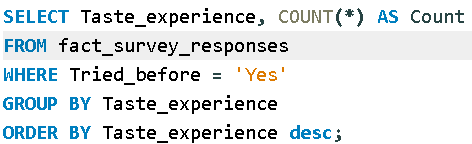 SELECT Taste_experience, COUNT(*) AS Count
FROM fact_survey_responses
WHERE Tried_before = 'Yes'
GROUP BY Taste_experience
ORDER BY Taste_experience desc;